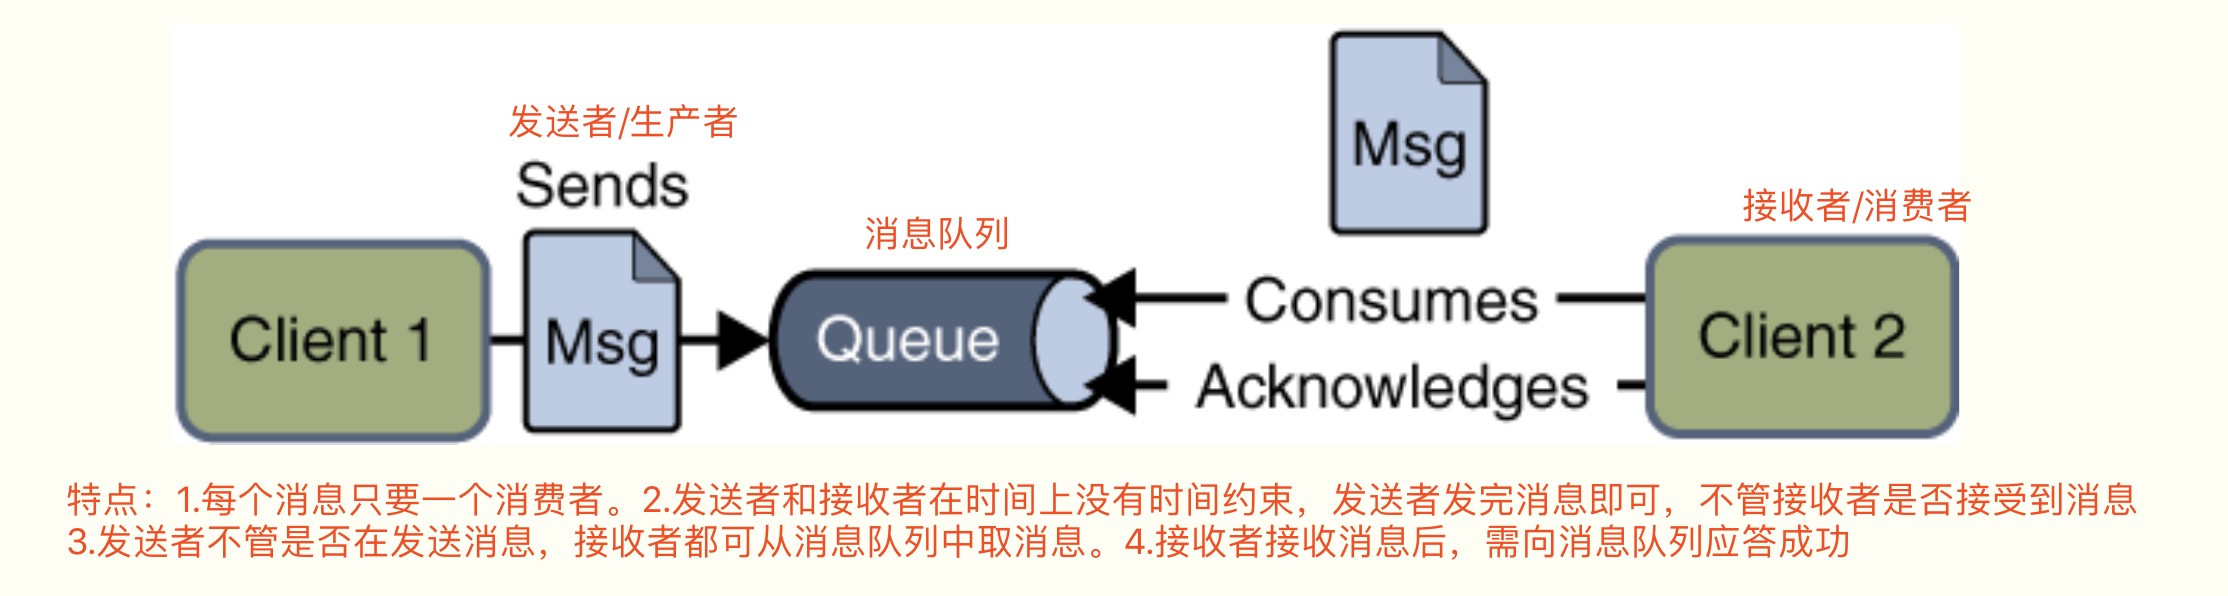 发送者/生产者
Sends
Msg
Msg
消息队列
接收者/消费者
Client 1
Queue
Consumes
Acknowledges
Client 2
特点：1.每个消息只要一个消费者。2.发送者和接收者在时间上没有时间约束，发送者发完消息即可，不管接收者是否接受到消息
3.发送者不管是否在发送消息，接收者都可从消息队列中取消息。4.接收者接收消息后，需向消息队列应答成功